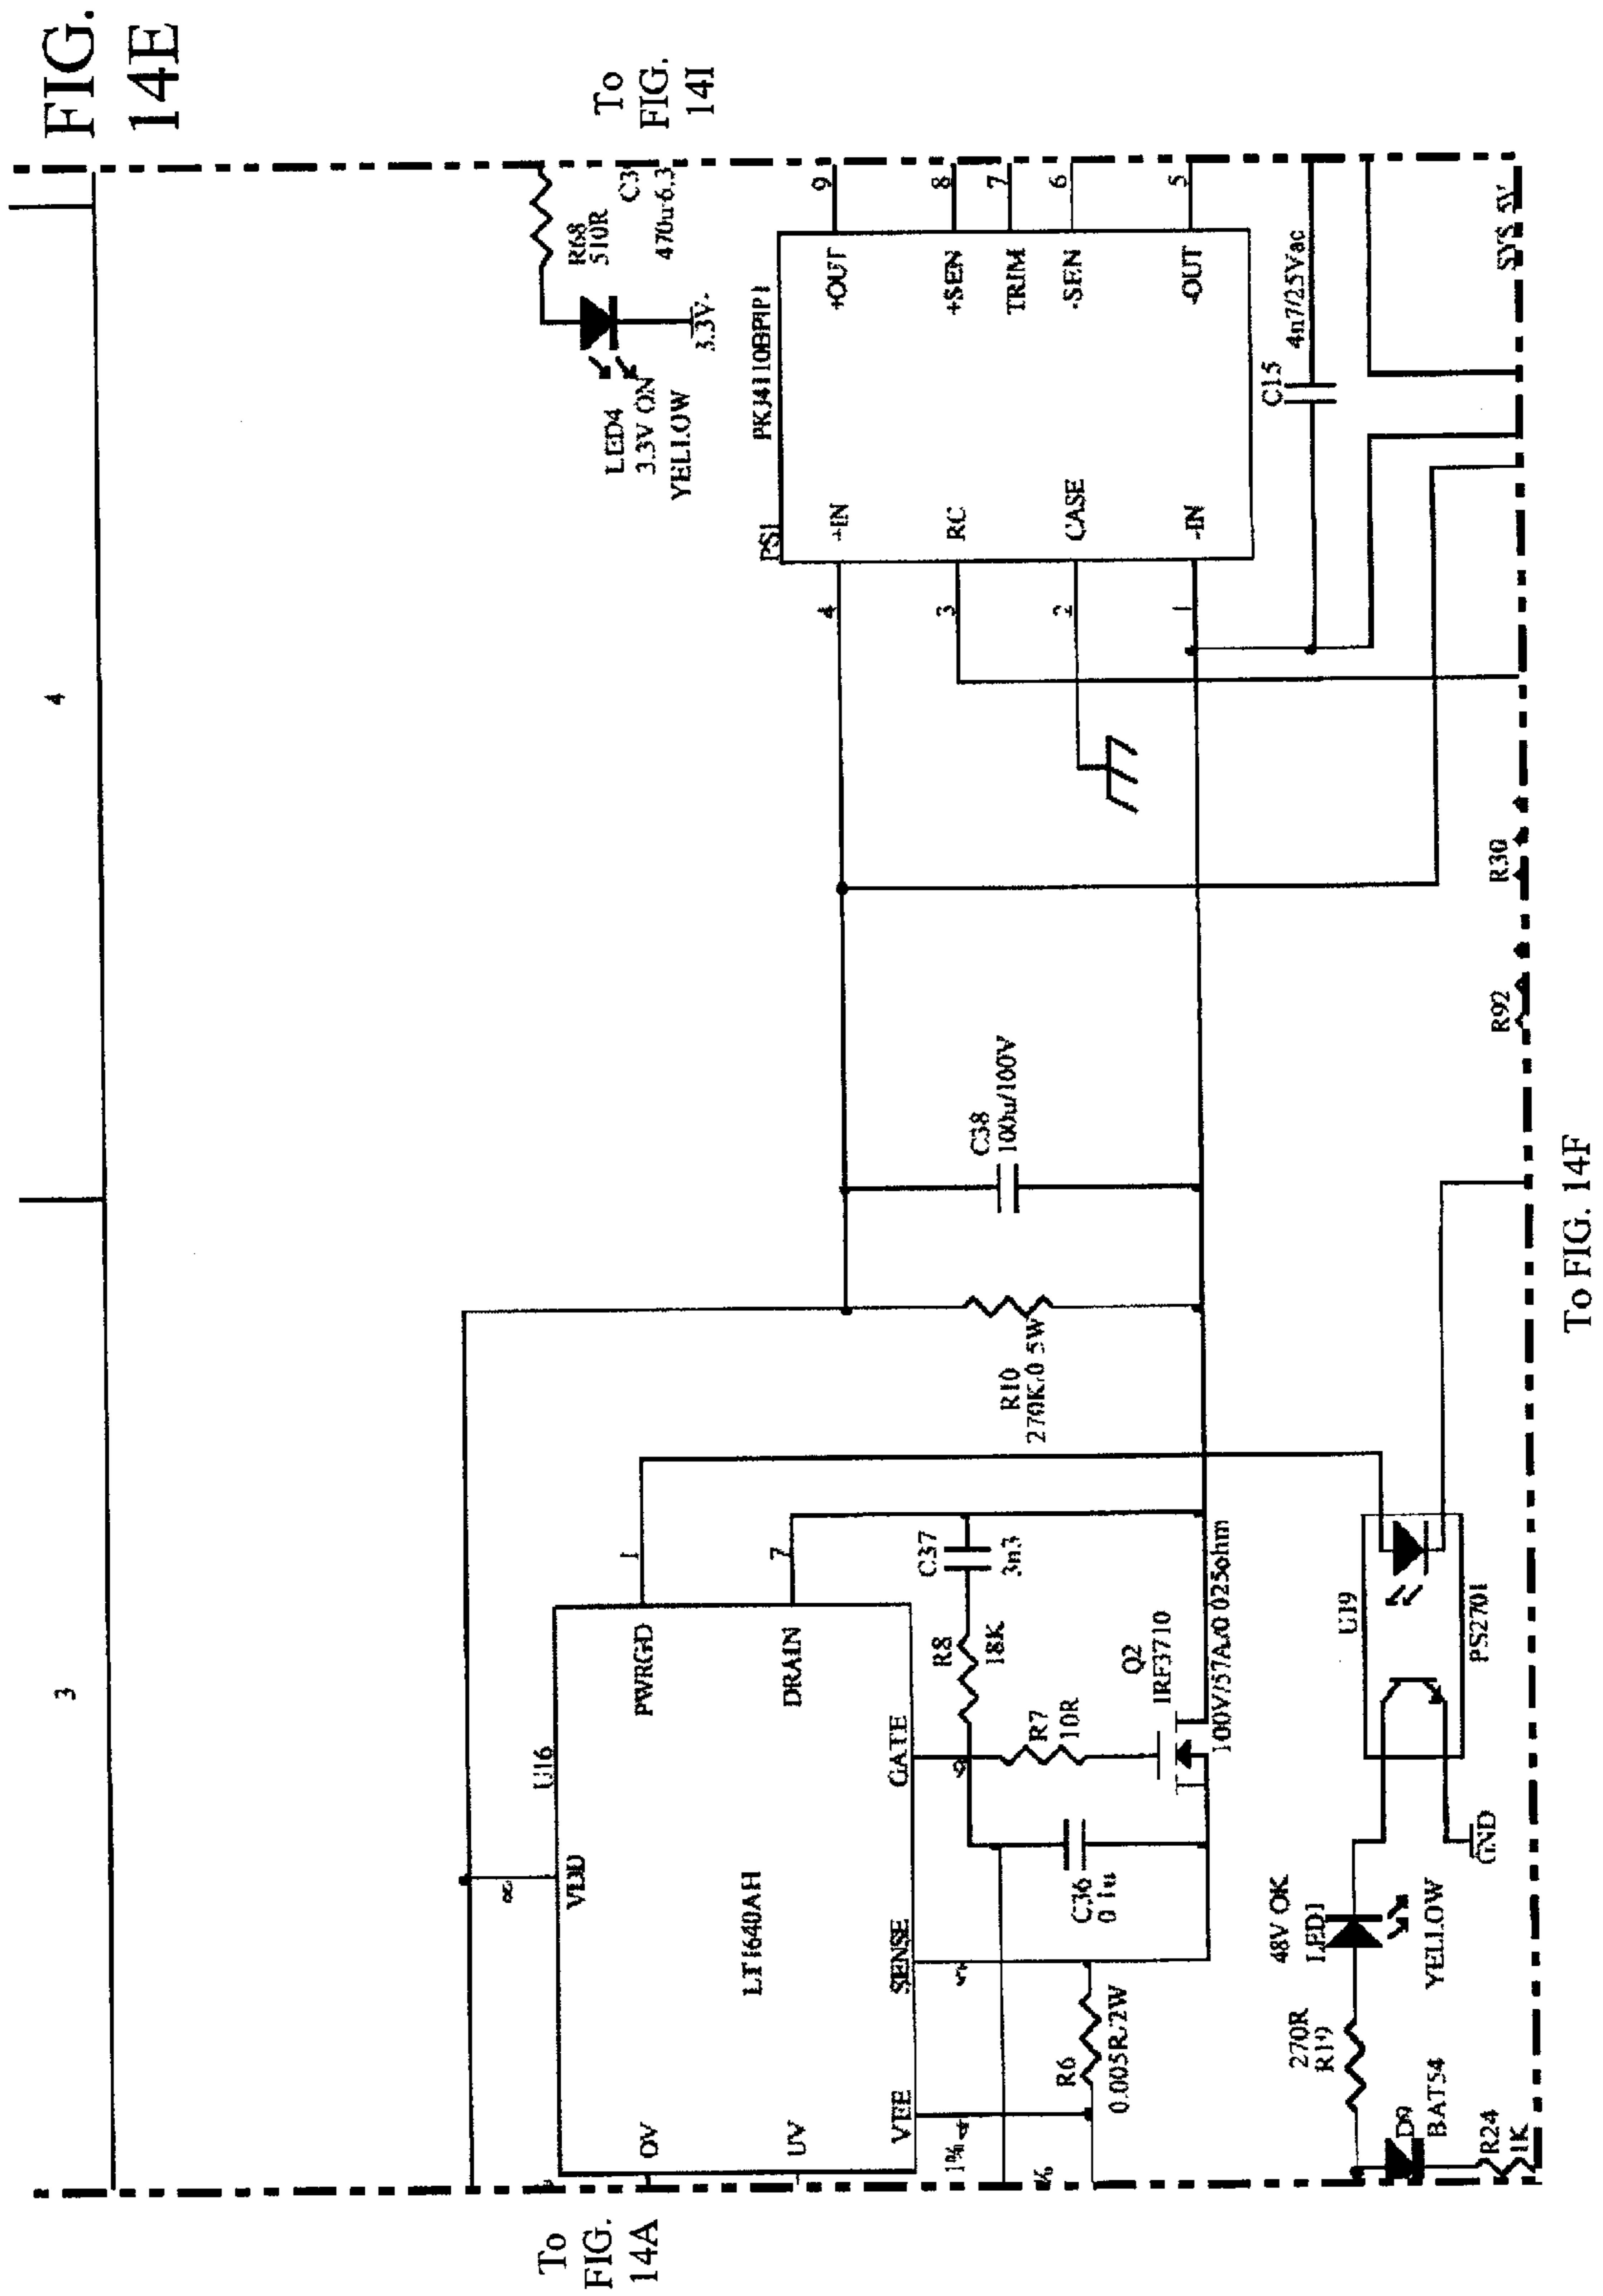 FIG.
14E
3
4
To
FIG.
14A
To
FIG.
14I
R68
510R
C3
470u 6.3
LED4
3.3V ON
YELLOW
3.3V-
U16
LT1640AH
VDD
8
OV
UV
PWRGD
1
DRAIN
7
VEE
4
SENSE
GATE
1%
R6
0.005R/2W
C36
0 1u
R7
10R
R8
18K
C37
3n3
Q2
IRF3710
100V/57A/0 025ohm
R10
270K/0 5W
C38
100u/100V
PS1
PKJ4110BPIP1
+IN
RC
CASE
-IN
4
3
2
1
+OUT
+SEN
TRIM
-SEN
-OUT
9
8
7
6
5
C15
4n7/25Vac
SYS_5V
R30
R92
U19
PS2701
GND
48V OK
LED1
YELLOW
270R
R19
D9
BAT54
R24
1K
To FIG. 14F